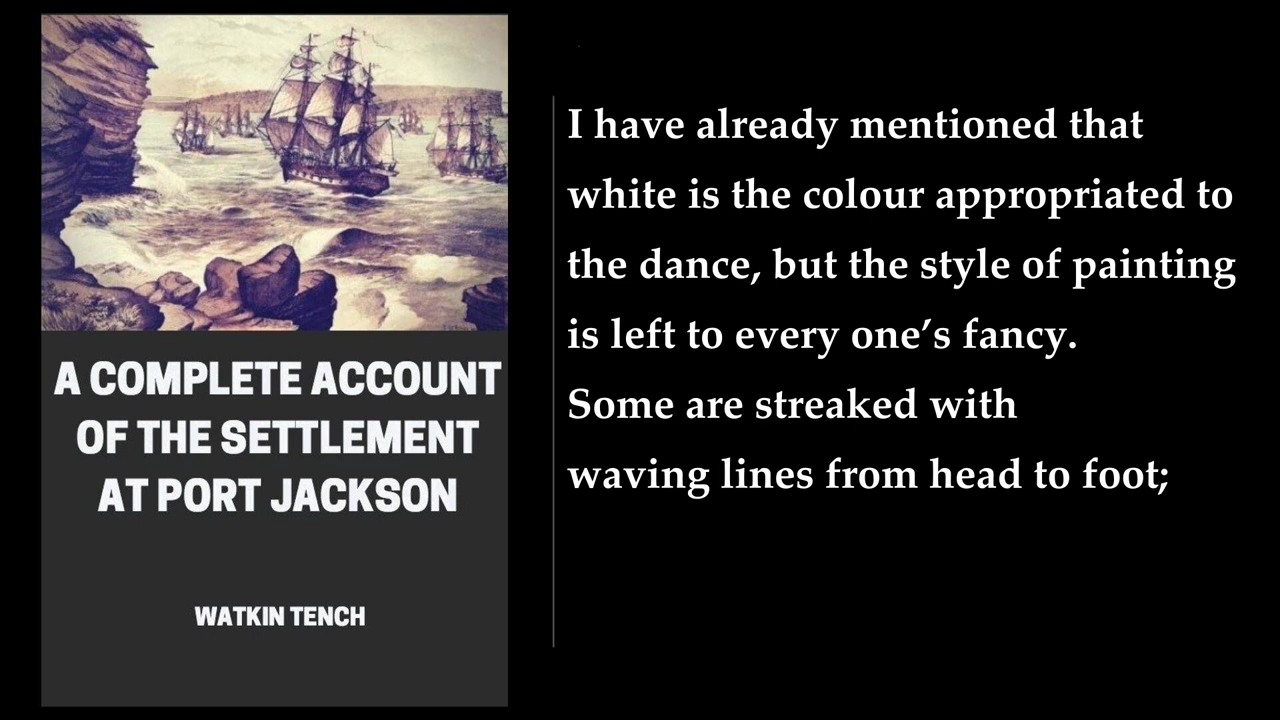 A COMPLETE ACCOUNT
OF THE SETTLEMENT
AT PORT JACKSON
WATKIN TENCH
I have already mentioned that
white is the colour appropriated to
the dance, but the style of painting
is left to every one’s fancy.
Some are streaked with
waving lines from head to foot;